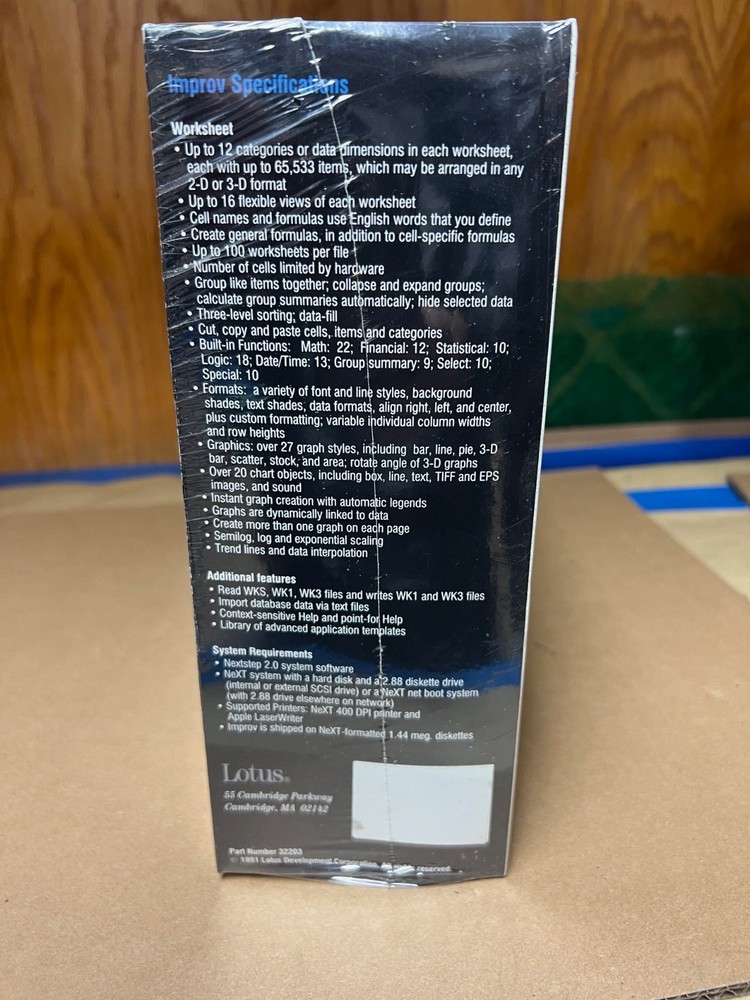 Improv Specifications
Worksheet
• Up to 12 categories or data dimensions in each worksheet,
each with up to 65,533 items, which may be arranged in any
2-D or 3-D format
• Up to 16 flexible views of each worksheet
• Cell names and formulas use English words that you define
• Create general formulas, in addition to cell-specific formulas
• Up to 100 worksheets per file
• Number of cells limited by hardware
• Group like items together; collapse and expand groups;
calculate group summaries automatically; hide selected data
• Three-level sorting; data-fill
• Cut, copy and paste cells, items and categories
• Built-in Functions: Math: 22; Financial: 12; Statistical: 10;
Logic: 18; Date/Time: 13; Group summary: 9; Select: 10;
Special: 10
• Formats: a variety of font and line styles, background
shades, text shades, data formats, align right, left, and center,
plus custom formatting; variable individual column widths
and row heights
• Graphics: over 27 graph styles, including bar, line, pie, 3-D
bar, scatter, stock, and area; rotate angle of 3-D graphs
• Over 20 chart objects, including box, line, text, TIFF and EPS
images, and sound
• Instant graph creation with automatic legends
• Graphs are dynamically linked to data
• Create more than one graph on each page
• Semilog, log and exponential scaling
• Trend lines and data interpolation
Additional features
• Read WKS, WK1, WK3 files and writes WK1 and WK3 files
• Import database data via text files
• Context-sensitive Help and point-for Help
• Library of advanced application templates
System Requirements
• Nextstep 2.0 system software
• NeXT system with a hard disk and a 2.88 diskette drive
(internal or external SCSI drive) or a NeXT net boot system
(with 2.88 drive elsewhere on network)
• Supported Printers: NeXT 400 DPI printer and
Apple LaserWriter
• Improv is shipped on NeXT-formatted 1.44 meg. diskettes
Lotus®
55 Cambridge Parkway
Cambridge, MA 02142
Part Number 32203
© 1991 Lotus Development Corporation. All rights reserved.